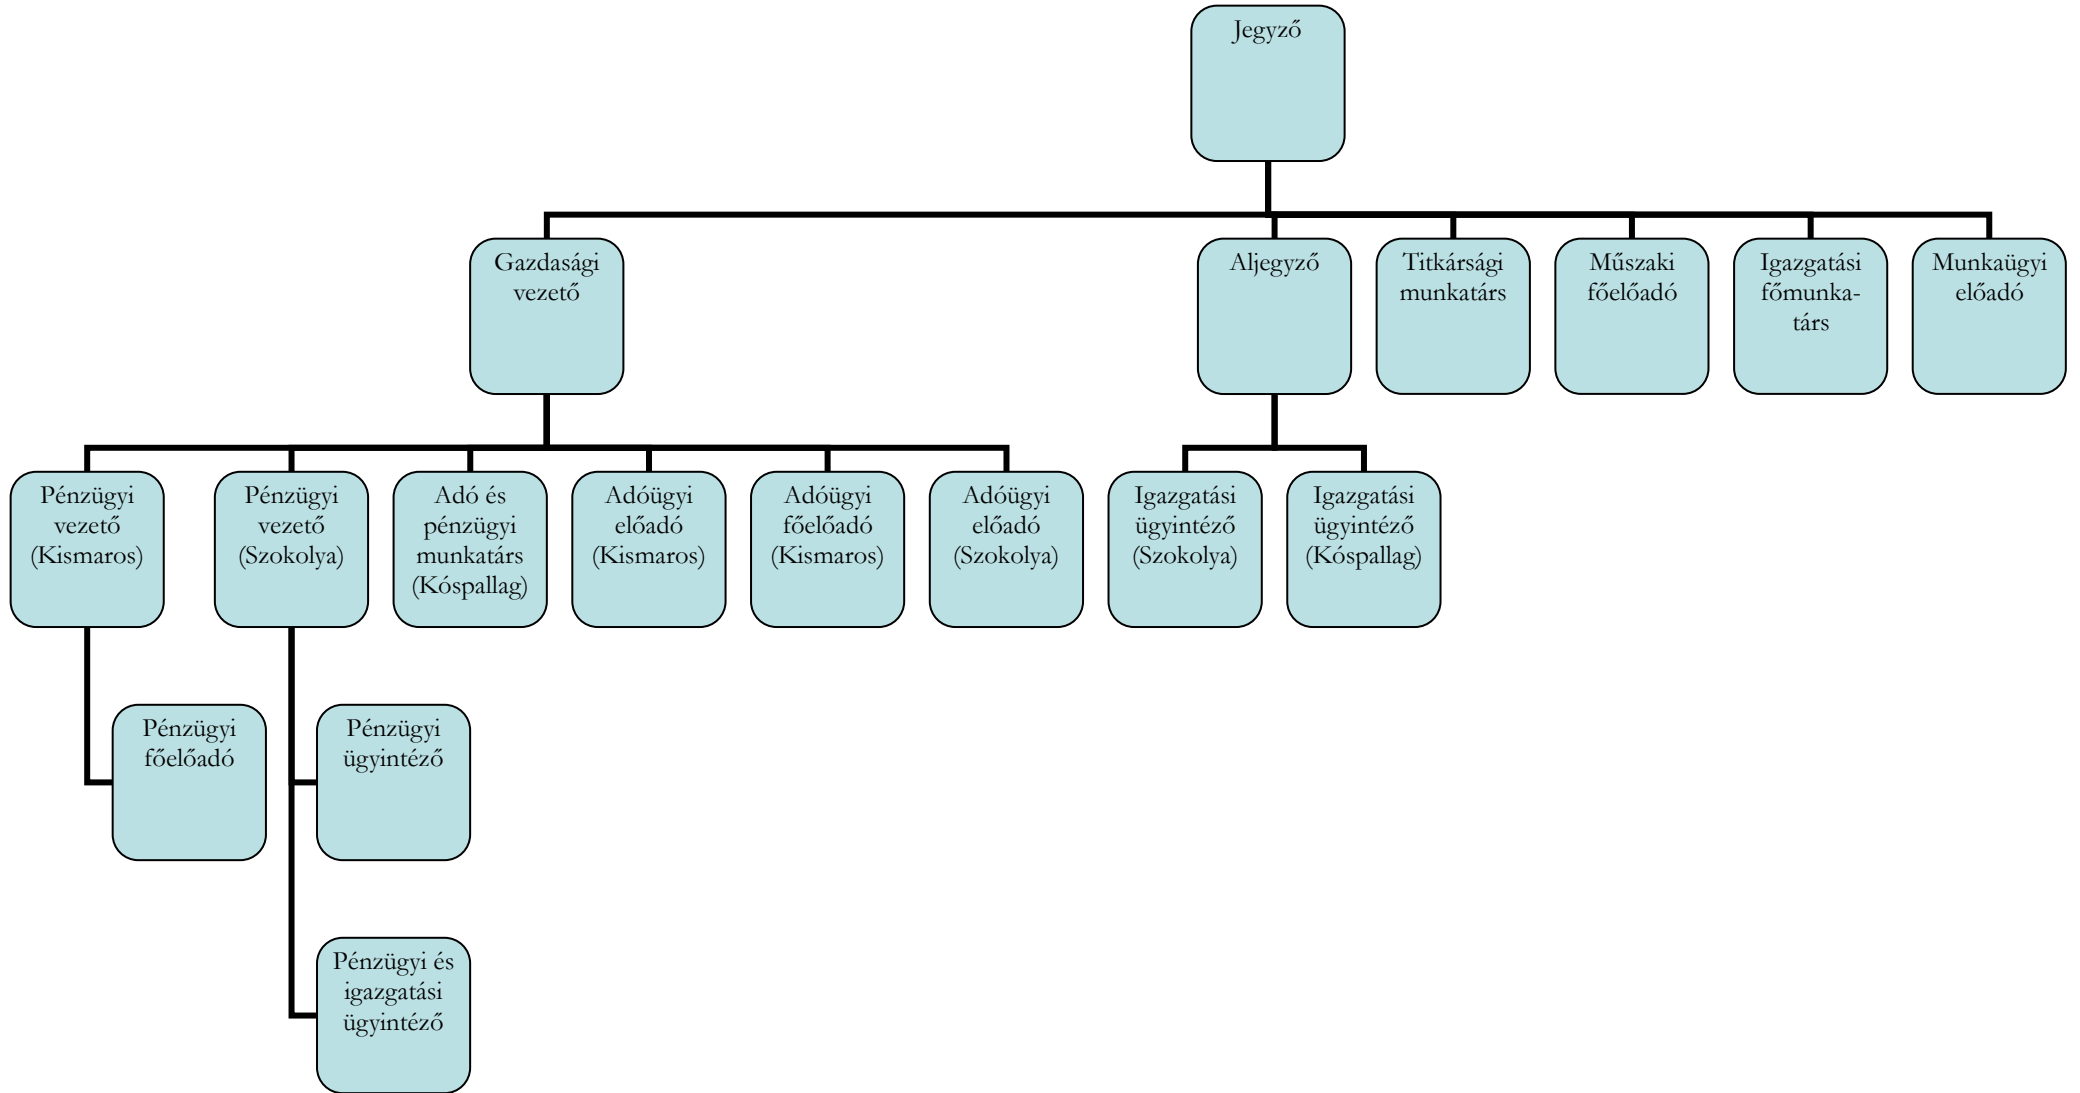 Jegyző
Gazdasági
vezető
Aljegyző
Titkársági
munkatárs
Műszaki
főelőadó
Igazgatási
főmunka-
társ
Munkaügyi
előadó
Pénzügyi
vezető
(Kismaros)
Pénzügyi
vezető
(Szokolya)
Adó és
pénzügyi
munkatárs
(Kóspallag)
Adóügyi
előadó
(Kismaros)
Adóügyi
főelőadó
(Kismaros)
Adóügyi
előadó
(Szokolya)
Igazgatási
ügyintéző
(Szokolya)
Igazgatási
ügyintéző
(Kóspallag)
Pénzügyi
főelőadó
Pénzügyi
ügyintéző
Pénzügyi és
igazgatási
ügyintéző